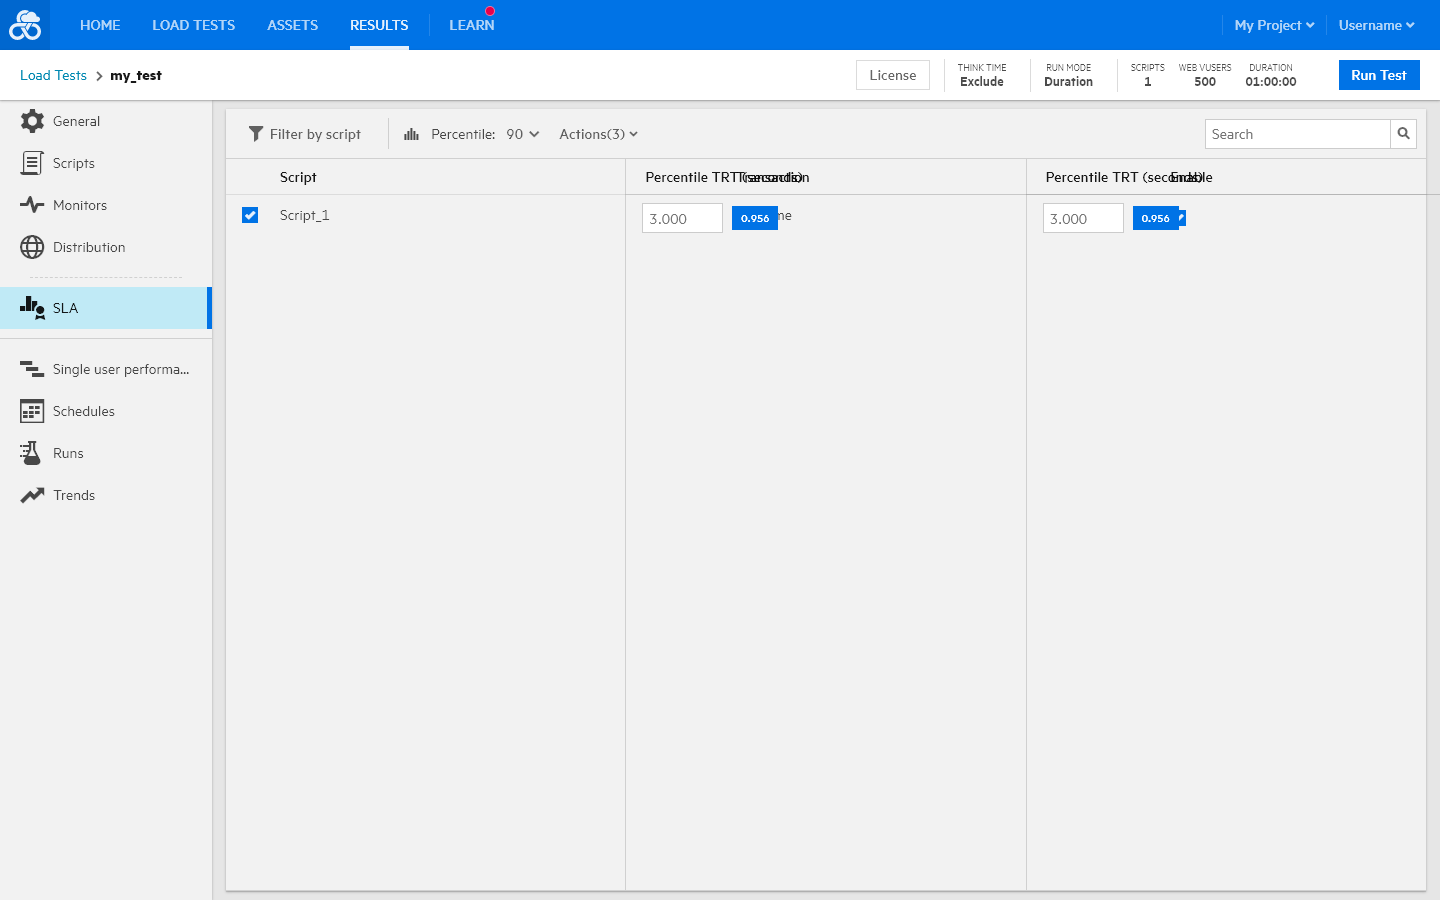 HOME LOAD TESTS ASSETS RESULTS LEARN My Project Username
Load Tests my_test License THINK TIME Exclude RUN MODE Duration SCRIPTS 1 WEB VUSERS 500 DURATION 01:00:00 Run Test
General
Scripts
Monitors
Distribution
SLA
Single user performa...
Schedules
Runs
Trends
Filter by script Percentile: 90 Actions(3) Search
Script Percentile TRT (seconds) Transaction Percentile TRT (seconds) Enable
Script_1 3.000 0.956 3.000 0.956